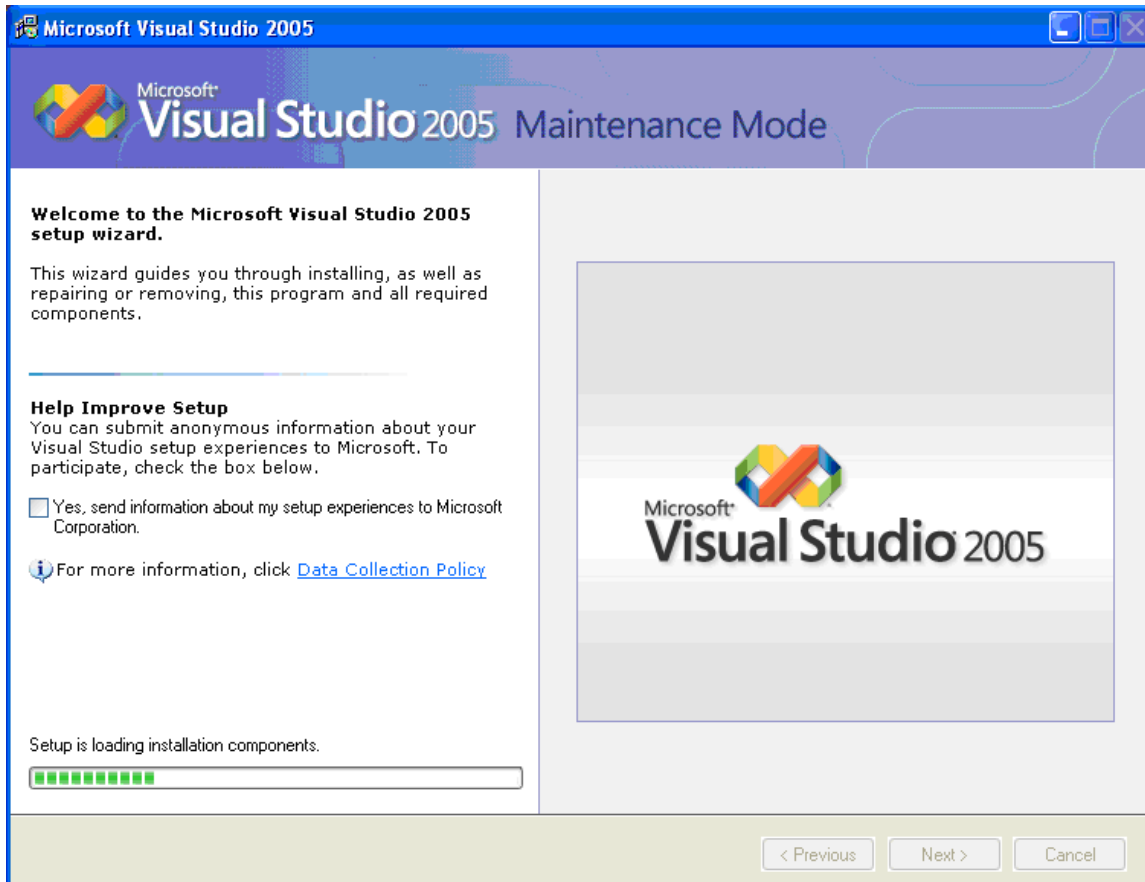 Microsoft Visual Studio 2005
Microsoft
Visual Studio 2005 Maintenance Mode
Welcome to the Microsoft Visual Studio 2005
setup wizard.
This wizard guides you through installing, as well as
repairing or removing, this program and all required
components.
Help Improve Setup
You can submit anonymous information about your
Visual Studio setup experiences to Microsoft. To
participate, check the box below.
Yes, send information about my setup experiences to Microsoft
Corporation.
For more information, click Data Collection Policy
Setup is loading installation components.
Microsoft
Visual Studio 2005
< Previous
Next >
Cancel